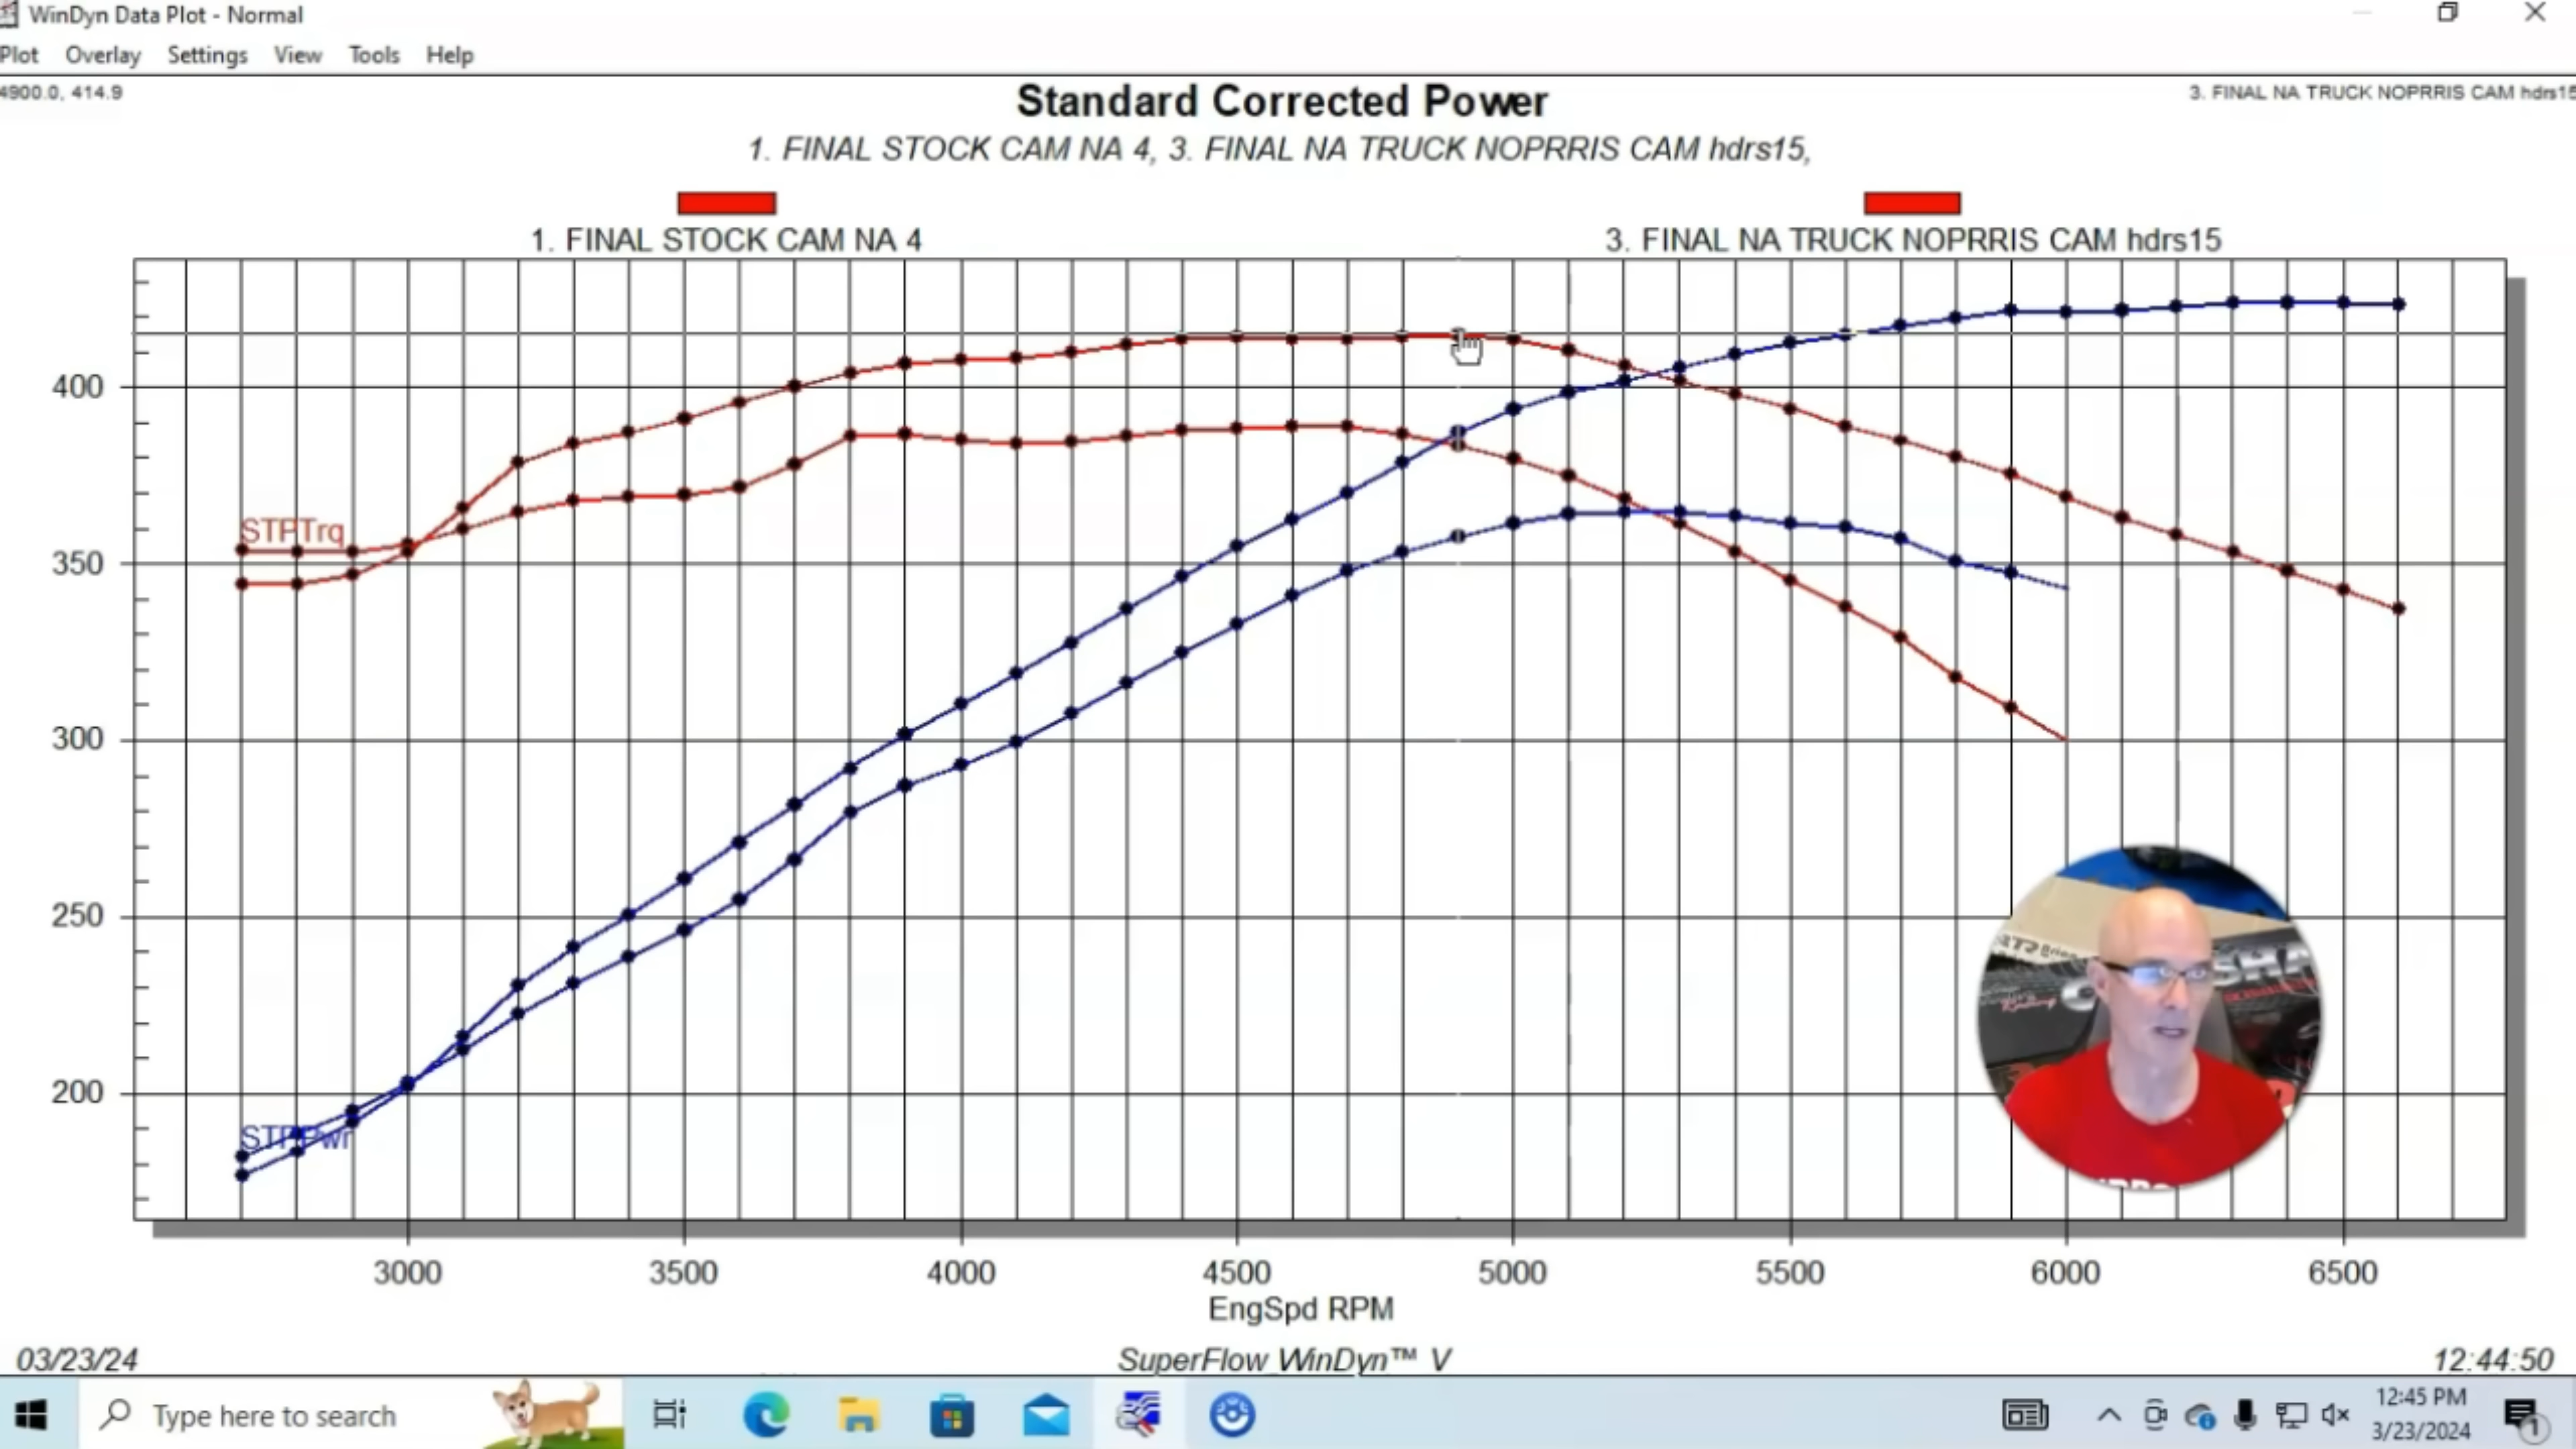 WinDyn Data Plot - Normal
Plot Overlay Settings View Tools Help
4900.0, 414.9
Standard Corrected Power
3. FINAL NA TRUCK NOPRRIS CAM hdrs15
1. FINAL STOCK CAM NA 4, 3. FINAL NA TRUCK NOPRRIS CAM hdrs15,
1. FINAL STOCK CAM NA 4
3. FINAL NA TRUCK NOPRRIS CAM hdrs15
400
350
300
250
200
STPTrq
STPPwr
3000 3500 4000 4500 5000 5500 6000 6500
EngSpd RPM
03/23/24
SuperFlow WinDyn™ V
12:44:50
Type here to search
12:45 PM
3/23/2024
1